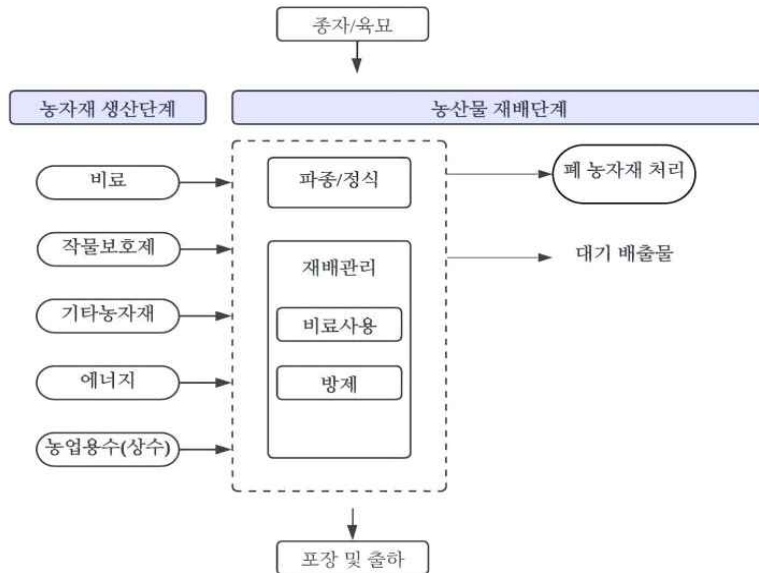 종자/육묘
농자재 생산단계
농산물 재배단계
비료
작물보호제
기타농자재
에너지
농업용수(상수)
파종/정식
재배관리
비료사용
방제
폐 농자재 처리
대기 배출물
포장 및 출하